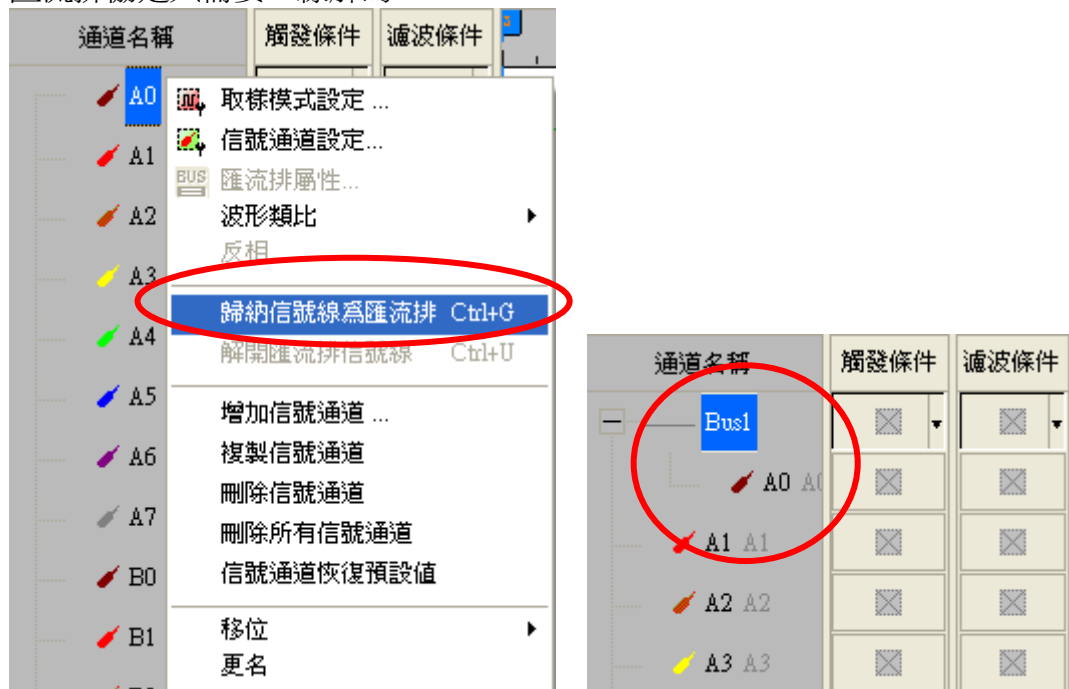 通道名稱 觸發條件 濾波條件
A0
A1
A2
A3
A4
A5
A6
A7
B0
B1
取樣模式設定 ...
信號通道設定...
BUS 匯流排屬性...
波形類比
反相
歸納信號線為匯流排 Ctrl+G
解開匯流排信號線 Ctrl+U
增加信號通道 ...
複製信號通道
刪除信號通道
刪除所有信號通道
信號通道恢復預設值
移位
更名
通道名稱 觸發條件 濾波條件
Bus1
A0 A0
A1 A1
A2 A2
A3 A3